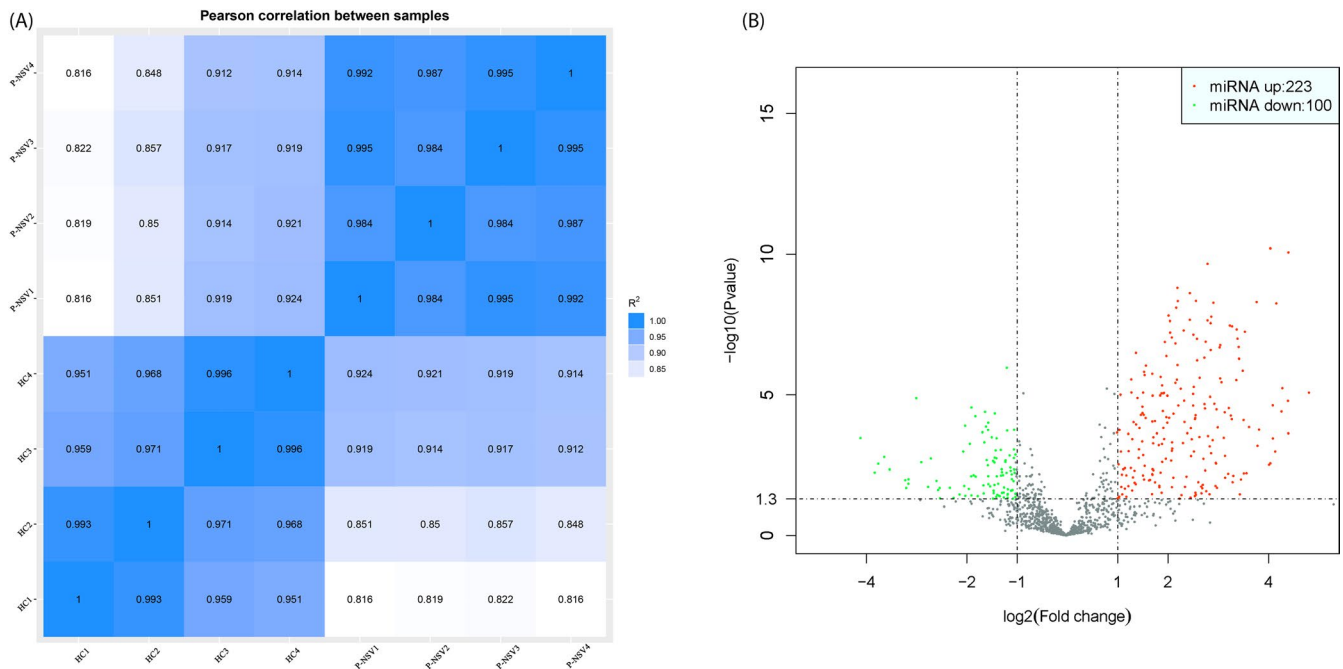 (A)
Pearson correlation between samples
P-NSV4 0.816 0.848 0.912 0.914 0.992 0.987 0.995 1
P-NSV3 0.822 0.857 0.917 0.919 0.995 0.984 1 0.995
P-NSV2 0.819 0.85 0.914 0.921 0.984 1 0.984 0.987
P-NSV1 0.816 0.851 0.919 0.924 1 0.984 0.995 0.992
HC4 0.951 0.968 0.996 1 0.924 0.921 0.919 0.914
HC3 0.959 0.971 1 0.996 0.919 0.914 0.917 0.912
HC2 0.993 1 0.971 0.968 0.851 0.85 0.857 0.848
HC1 1 0.993 0.959 0.951 0.816 0.819 0.822 0.816
HC1 HC2 HC3 HC4 P-NSV1 P-NSV2 P-NSV3 P-NSV4
R²
1.00
0.95
0.90
0.85
(B)
miRNA up:223
miRNA down:100
−log10(Pvalue)
15
10
5
1.3
0
−4 −2 −1 1 2 4
log2(Fold change)